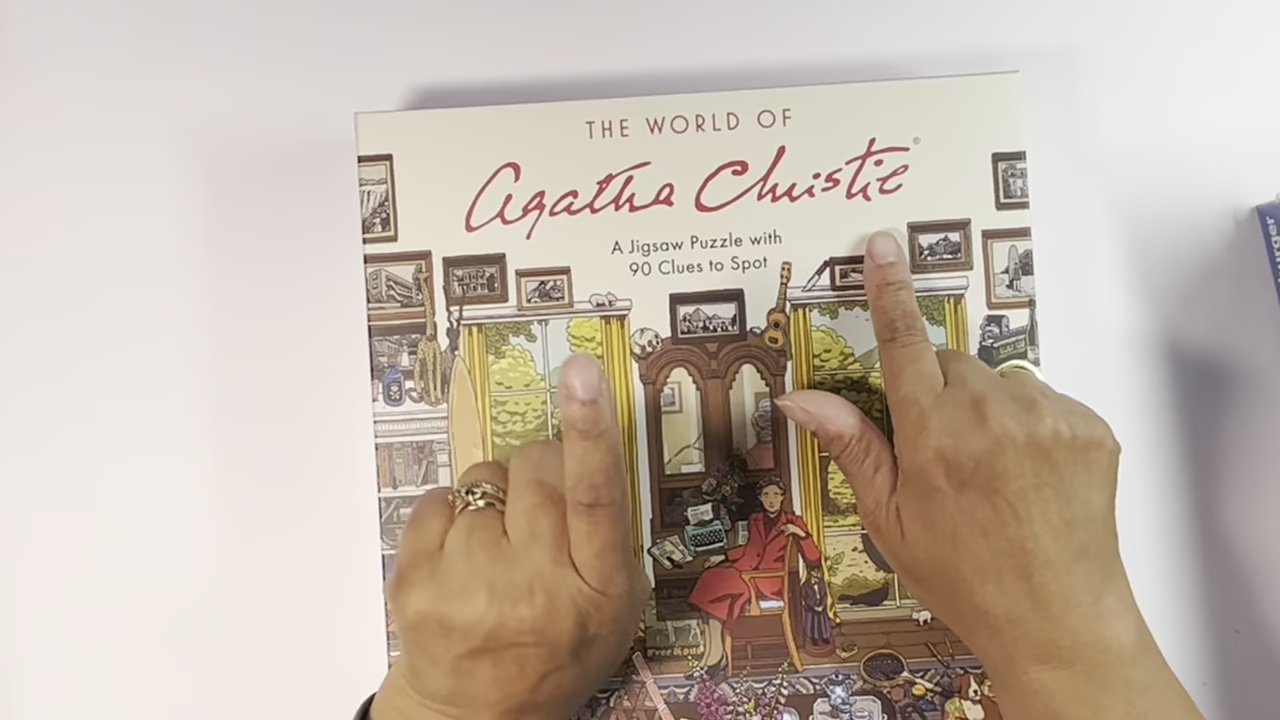 THE WORLD OF
Agatha Christie®
A Jigsaw Puzzle with
90 Clues to Spot